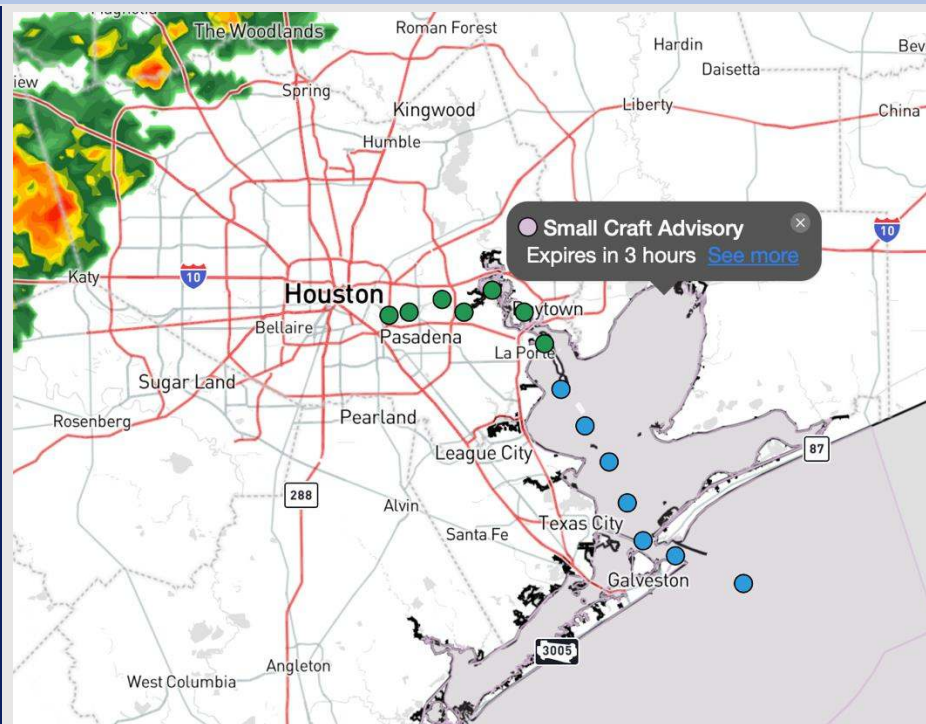 The Woodlands
Roman Forest
Hardin
Daisetta
Spring
Kingwood
Liberty
China
Humble
Small Craft Advisory
Expires in 3 hours See more
10
Katy
10
Houston
Baytown
Bellaire
Pasadena
La Porte
Sugar Land
Rosenberg
Pearland
League City
87
288
Alvin
Texas City
Santa Fe
Galveston
3005
Angleton
West Columbia